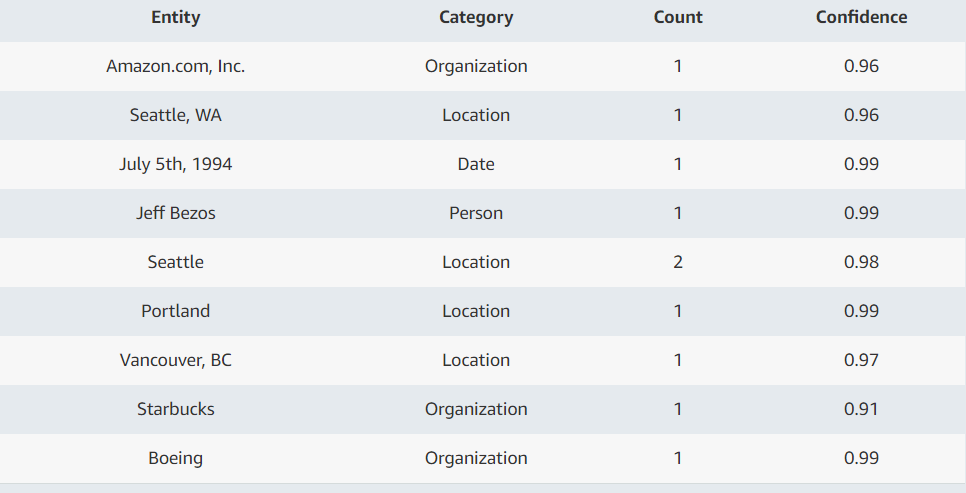 Entity Category Count Confidence
Amazon.com, Inc. Organization 1 0.96
Seattle, WA Location 1 0.96
July 5th, 1994 Date 1 0.99
Jeff Bezos Person 1 0.99
Seattle Location 2 0.98
Portland Location 1 0.99
Vancouver, BC Location 1 0.97
Starbucks Organization 1 0.91
Boeing Organization 1 0.99